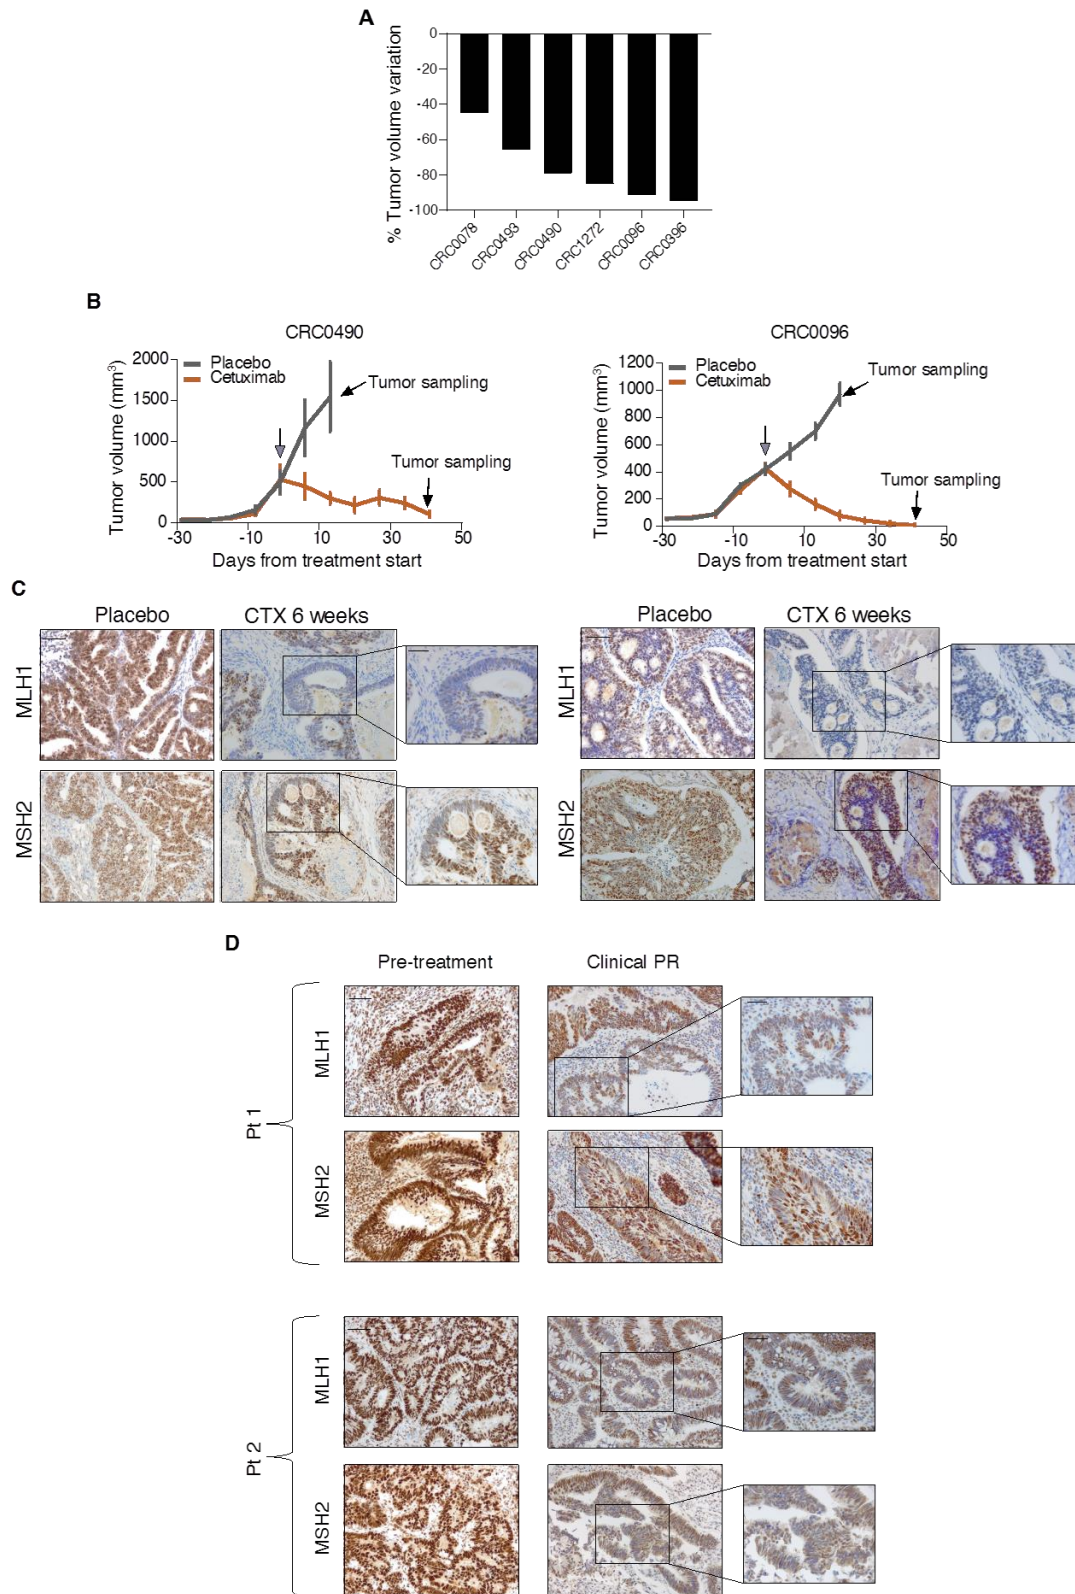 A
% Tumor volume variation
0
-20
-40
-60
-80
-100
CRC0078
CRC0493
CRC0490
CRC1272
CRC0096
CRC0396
B
CRC0490
Placebo
Cetuximab
Tumor volume (mm³)
2000
1500
1000
500
0
Tumor sampling
Tumor sampling
-30
-10
10
30
50
Days from treatment start
CRC0096
Placebo
Cetuximab
Tumor volume (mm³)
1200
1000
800
600
400
200
0
Tumor sampling
Tumor sampling
-30
-10
10
30
50
Days from treatment start
C
Placebo
CTX 6 weeks
MLH1
MSH2
Placebo
CTX 6 weeks
MLH1
MSH2
D
Pre-treatment
Clinical PR
Pt 1
MLH1
MSH2
Pt 2
MLH1
MSH2